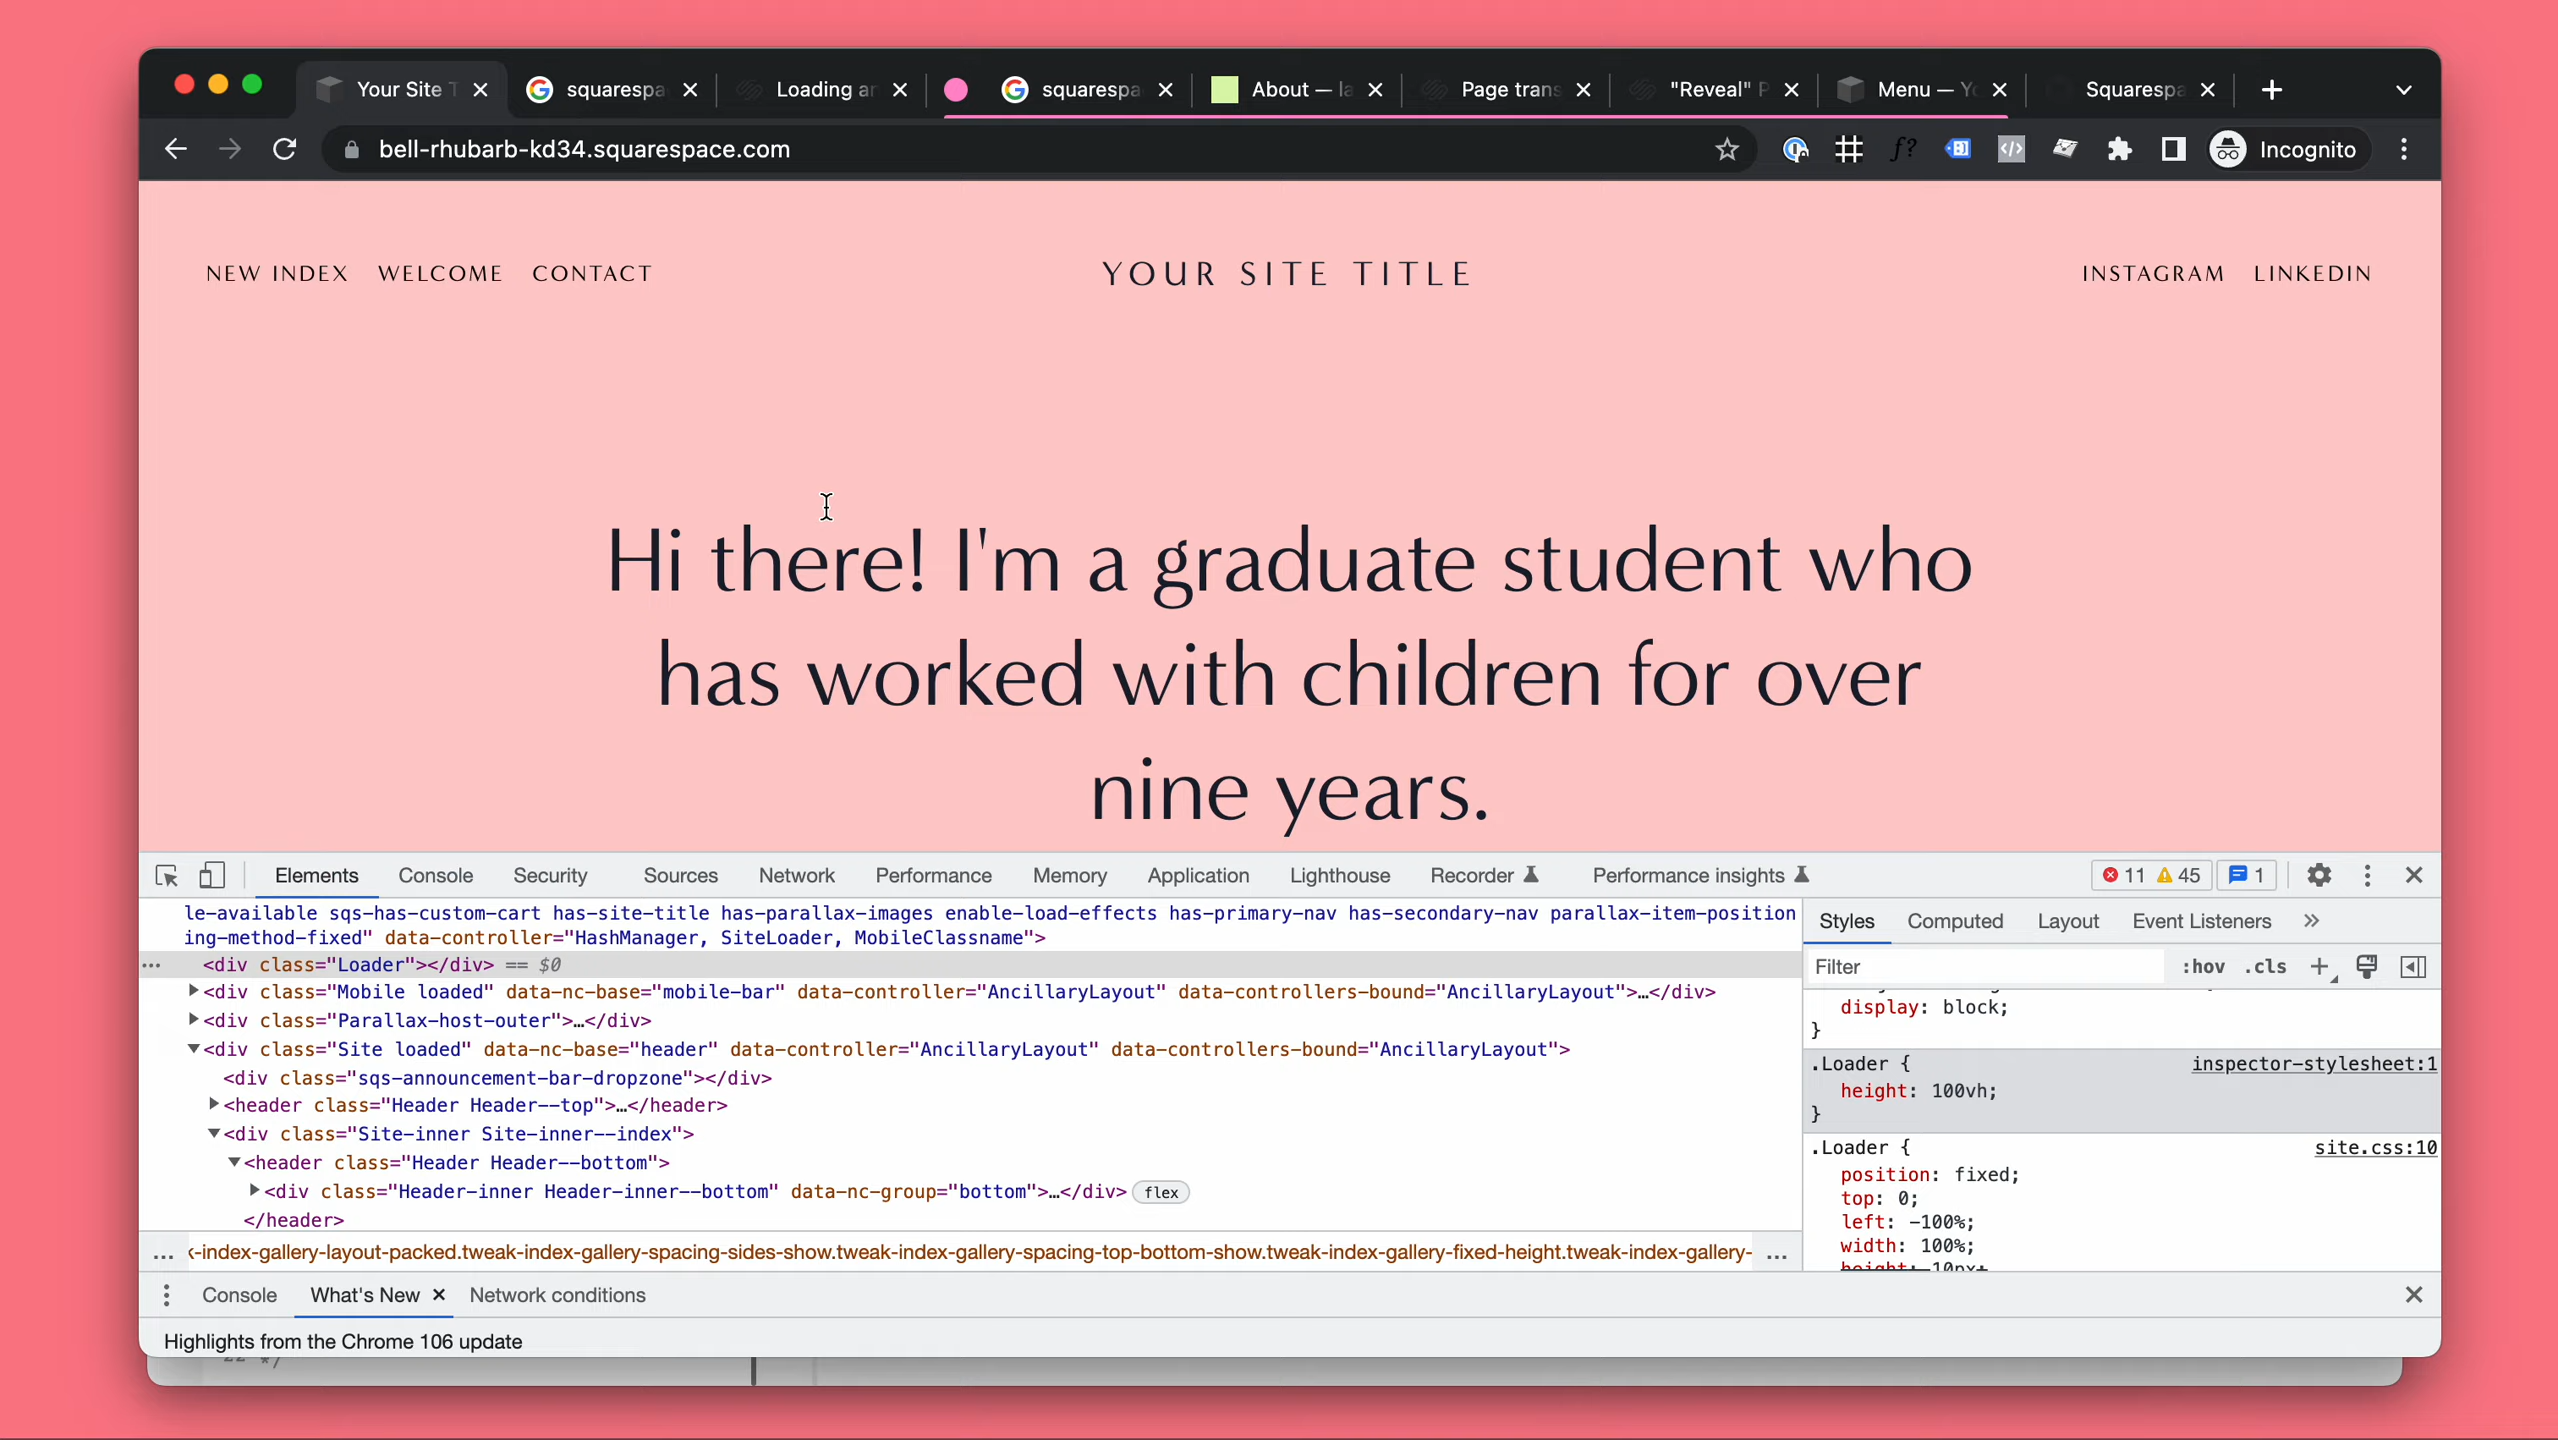 Your Site T
squarespa
Loading ar
squarespa
About — la
Page trans
"Reveal" P
Menu — Yo
Squarespa
bell-rhubarb-kd34.squarespace.com
Incognito
NEW INDEX WELCOME CONTACT
YOUR SITE TITLE
INSTAGRAM LINKEDIN
Hi there! I'm a graduate student who
has worked with children for over
nine years.
Elements Console Security Sources Network Performance Memory Application Lighthouse Recorder Performance insights 11 45 1
le-available sqs-has-custom-cart has-site-title has-parallax-images enable-load-effects has-primary-nav has-secondary-nav parallax-item-position
ing-method-fixed" data-controller="HashManager, SiteLoader, MobileClassname">
<div class="Loader"></div> == $0
<div class="Mobile loaded" data-nc-base="mobile-bar" data-controller="AncillaryLayout" data-controllers-bound="AncillaryLayout">…</div>
<div class="Parallax-host-outer">…</div>
<div class="Site loaded" data-nc-base="header" data-controller="AncillaryLayout" data-controllers-bound="AncillaryLayout">
<div class="sqs-announcement-bar-dropzone"></div>
<header class="Header Header--top">…</header>
<div class="Site-inner Site-inner--index">
<header class="Header Header--bottom">
<div class="Header-inner Header-inner--bottom" data-nc-group="bottom">…</div> flex
</header>
... k-index-gallery-layout-packed.tweak-index-gallery-spacing-sides-show.tweak-index-gallery-spacing-top-bottom-show.tweak-index-gallery-fixed-height.tweak-index-gallery- ...
Styles Computed Layout Event Listeners »
Filter :hov .cls +
display: block;
}
.Loader { inspector-stylesheet:1
height: 100vh;
}
.Loader { site.css:10
position: fixed;
top: 0;
left: -100%;
width: 100%;
height: 10px;
Console What's New Network conditions
Highlights from the Chrome 106 update
22 */